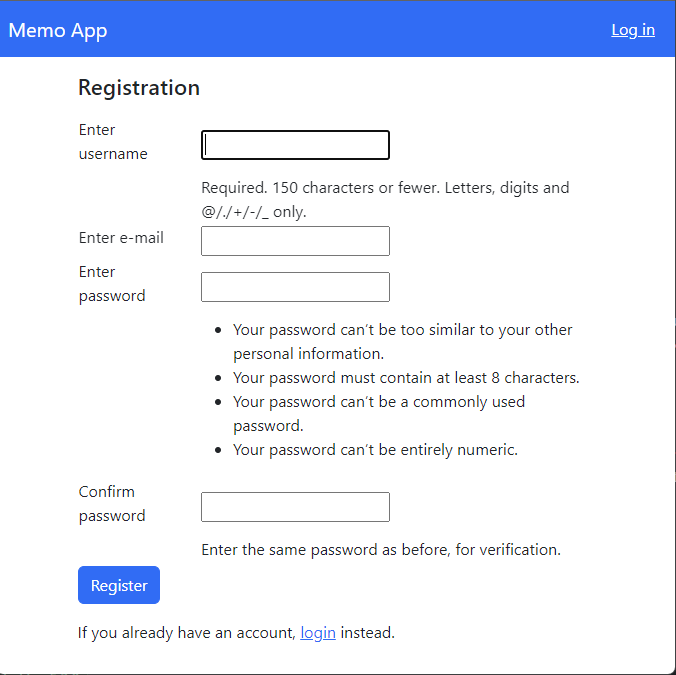 Memo App
Log in
Registration
Enter
username
Required. 150 characters or fewer. Letters, digits and
@/./+/-/_ only.
Enter e-mail
Enter
password
Your password can't be too similar to your other
personal information.
Your password must contain at least 8 characters.
Your password can't be a commonly used
password.
Your password can't be entirely numeric.
Confirm
password
Enter the same password as before, for verification.
Register
If you already have an account, login instead.